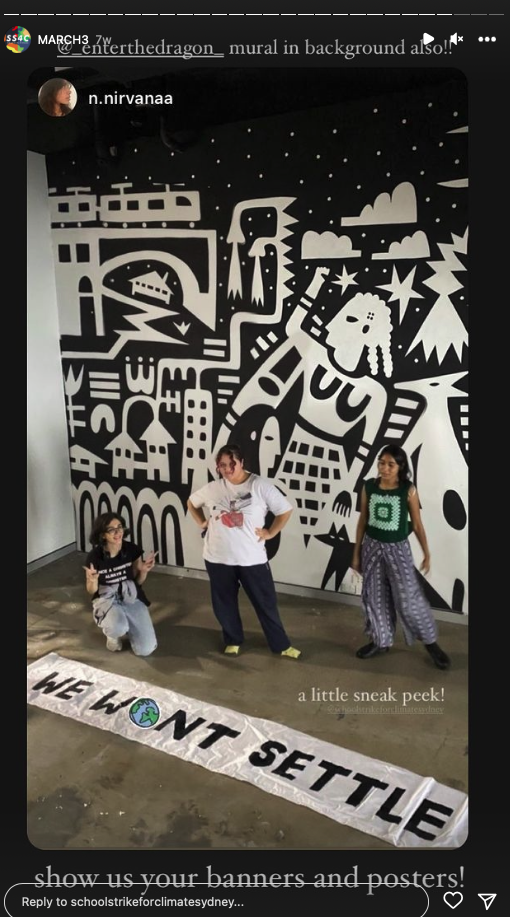 SS4C
MARCH3 7w
@_enterthedragon_ mural in background also!!
n.nirvanaa
WE WONT SETTLE
a little sneak peek!
@schoolstrikeforclimatesydney
show us your banners and posters!
Reply to schoolstrikeforclimatesydney...